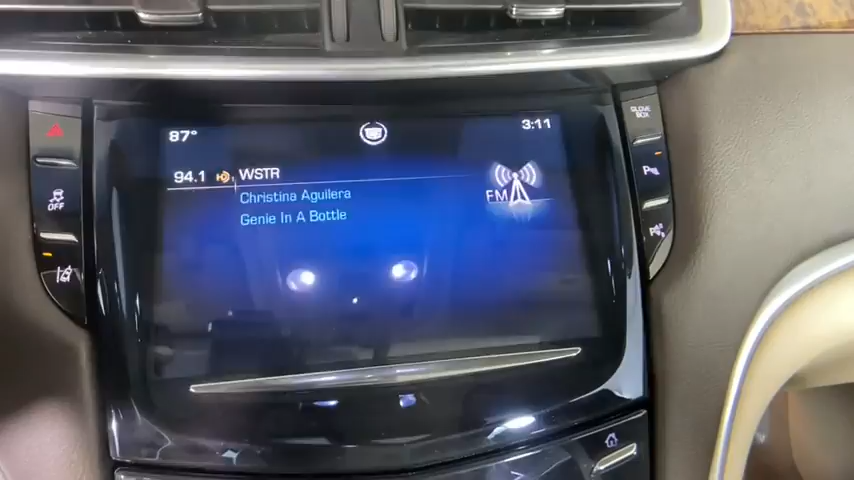 GLOVE BOX
87°
3:11
94.1 WSTR
Christina Aguilera
Genie In A Bottle
FM
OFF
P
P